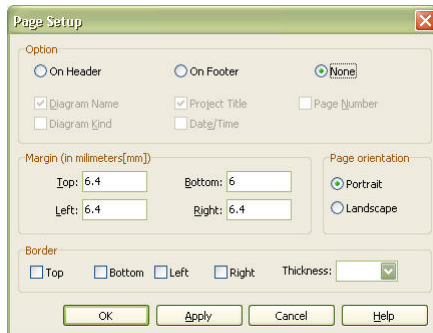 Page Setup
Option
On Header On Footer None
Diagram Name Project Title Page Number
Diagram Kind Date/Time
Margin (in milimeters[mm]) Page orientation
Top: 6.4 Bottom: 6 Portrait
Left: 6.4 Right: 6.4 Landscape
Border
Top Bottom Left Right Thickness:
OK Apply Cancel Help